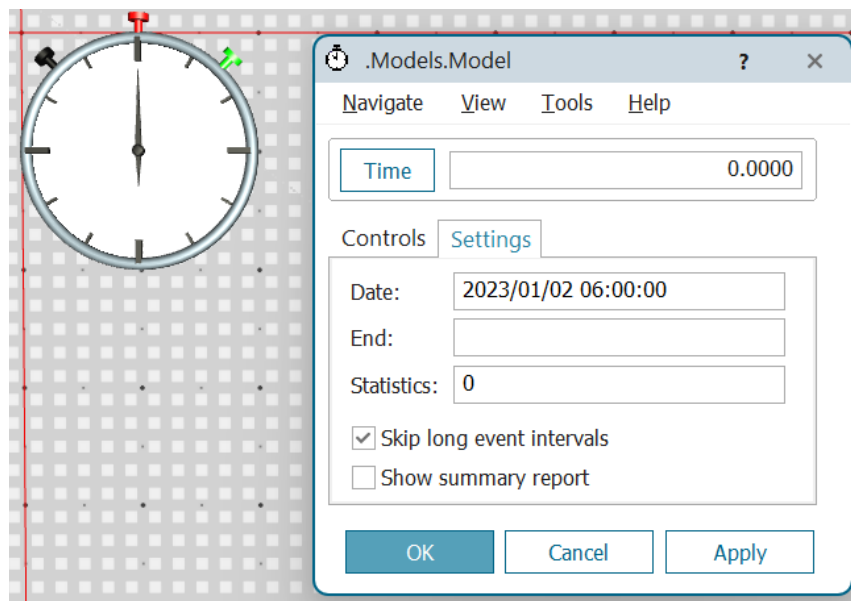 .Models.Model ? ×
Navigate View Tools Help
Time 0.0000
Controls Settings
Date: 2023/01/02 06:00:00
End:
Statistics: 0
Skip long event intervals
Show summary report
OK Cancel Apply